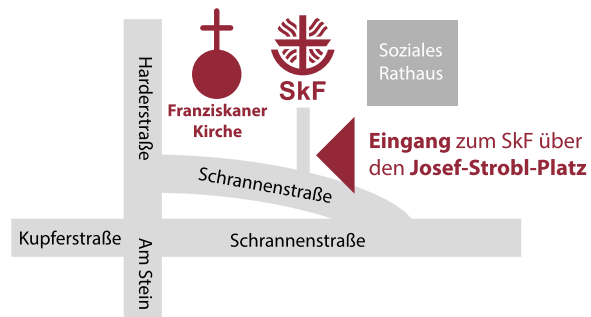 Harderstraße
Franziskaner
Kirche
SkF
Soziales
Rathaus
Eingang zum SkF über
den Josef-Strobl-Platz
Schrannenstraße
Kupferstraße
Am Stein
Schrannenstraße